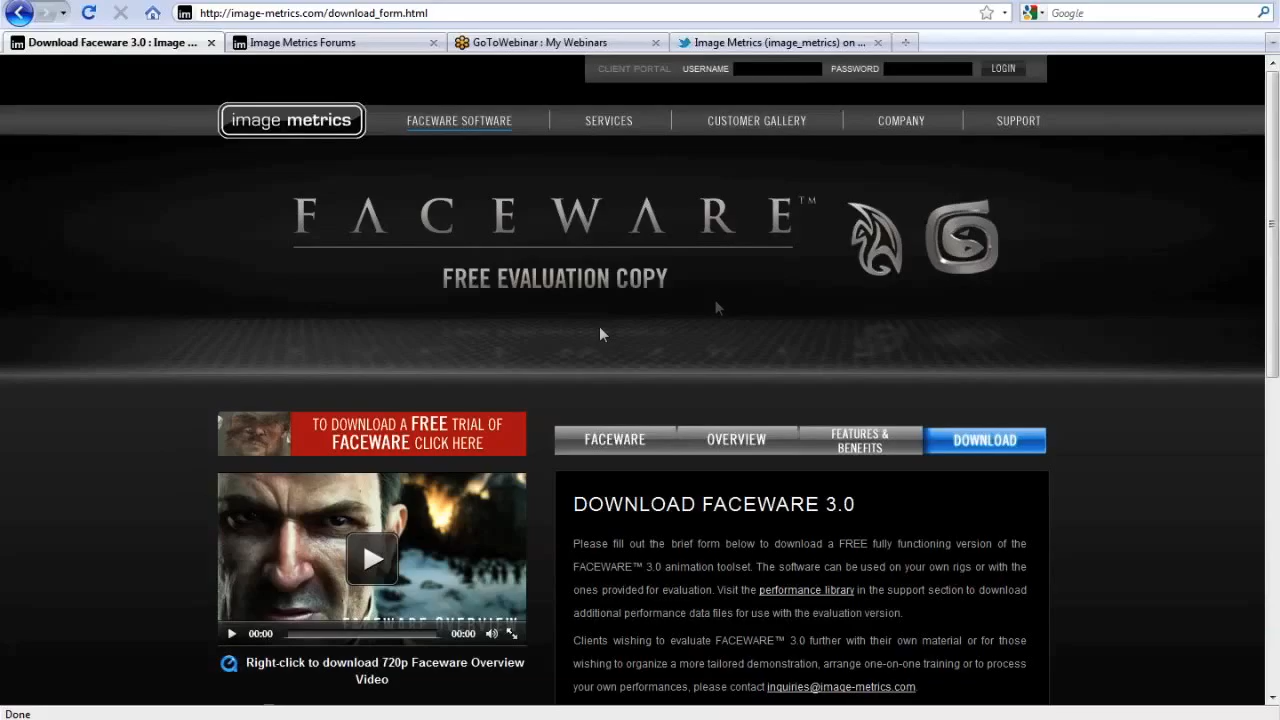 http://image-metrics.com/download_form.html
Google
Download Faceware 3.0 : Image ...
Image Metrics Forums
GoToWebinar : My Webinars
Image Metrics (image_metrics) on ...
CLIENT PORTAL USERNAME PASSWORD LOGIN
image metrics
FACEWARE SOFTWARE
SERVICES
CUSTOMER GALLERY
COMPANY
SUPPORT
FACEWARE™
FREE EVALUATION COPY
TO DOWNLOAD A FREE TRIAL OF
FACEWARE CLICK HERE
FACEWARE
OVERVIEW
FEATURES &
BENEFITS
DOWNLOAD
FACEWARE OVERVIEW
00:00 00:00
Right-click to download 720p Faceware Overview
Video
DOWNLOAD FACEWARE 3.0
Please fill out the brief form below to download a FREE fully functioning version of the
FACEWARE™ 3.0 animation toolset. The software can be used on your own rigs or with the
ones provided for evaluation. Visit the performance library in the support section to download
additional performance data files for use with the evaluation version.
Clients wishing to evaluate FACEWARE™ 3.0 further with their own material or for those
wishing to organize a more tailored demonstration, arrange one-on-one training or to process
your own performances, please contact inquiries@image-metrics.com.
Done